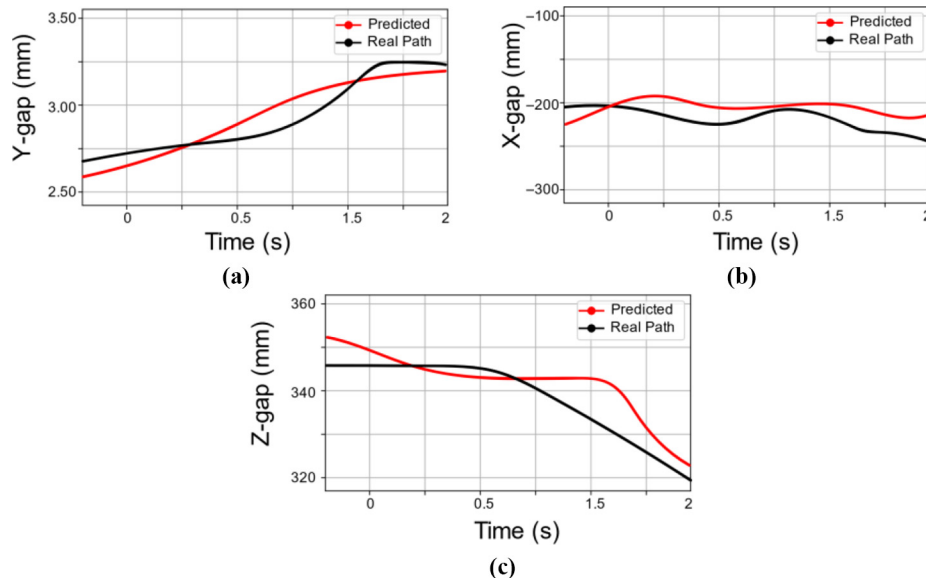 3.50
3.00
2.50
Y-gap (mm)
Predicted
Real Path
0
0.5
1.5
2
Time (s)
(a)
−100
−200
−300
X-gap (mm)
Predicted
Real Path
0
0.5
1.5
2
Time (s)
(b)
360
340
320
Z-gap (mm)
Predicted
Real Path
0
0.5
1.5
2
Time (s)
(c)